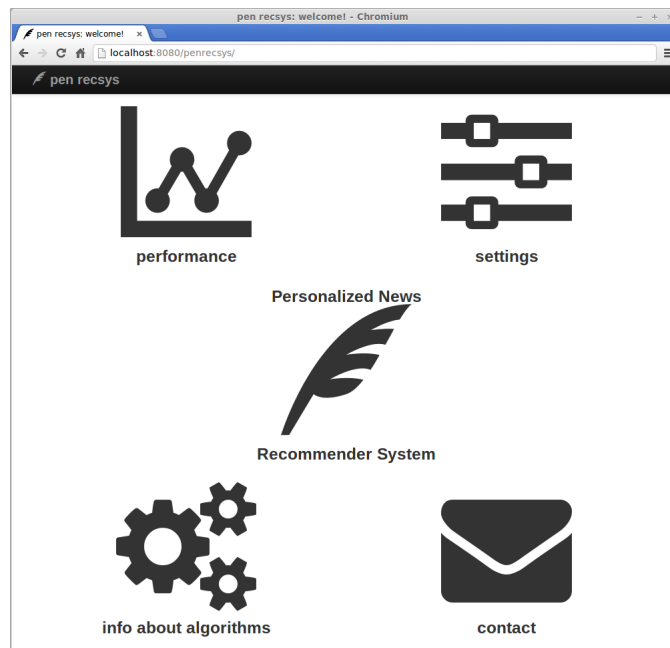 pen recsys: welcome! - Chromium
pen recsys: welcome!
localhost:8080/penrecsys/
pen recsys
performance
settings
Personalized News
Recommender System
info about algorithms
contact